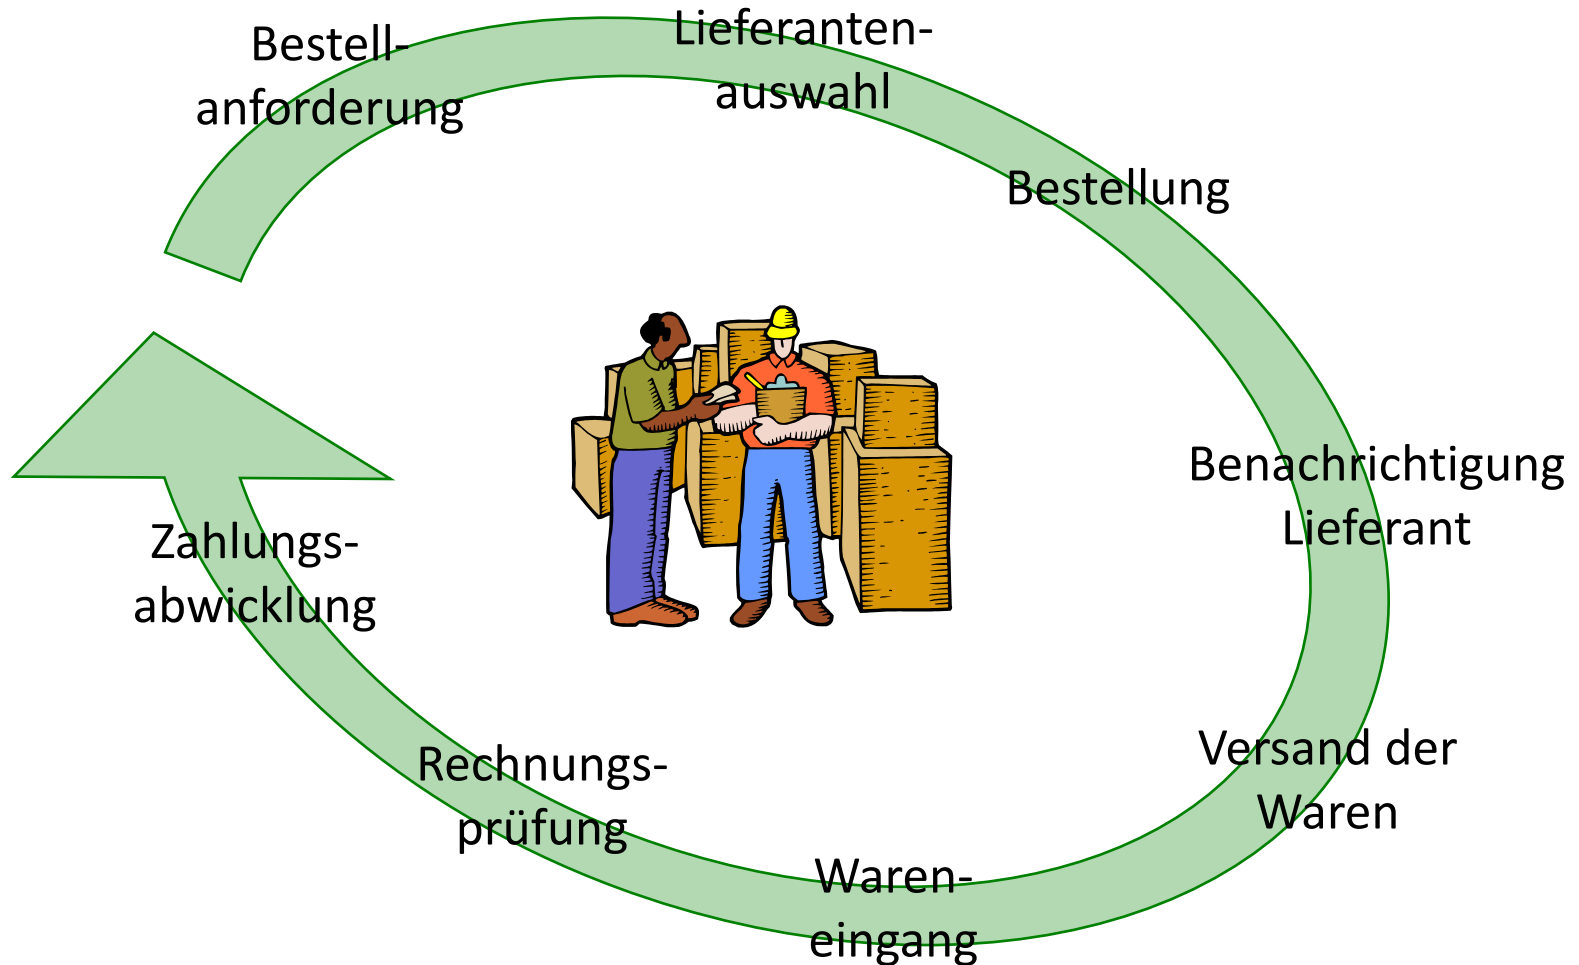 Bestell-
anforderung
Lieferanten-
auswahl
Bestellung
Benachrichtigung
Lieferant
Versand der
Waren
Waren-
eingang
Rechnungs-
prüfung
Zahlungs-
abwicklung